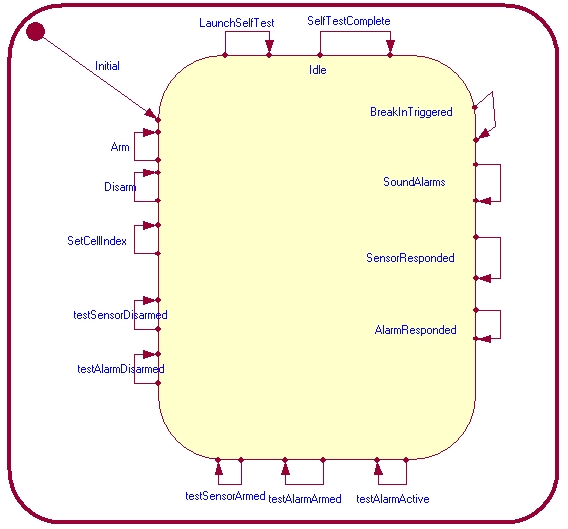 LaunchSelfTest
SelfTestComplete
Initial
Idle
BreakInTriggered
Arm
SoundAlarms
Disarm
SetCellIndex
SensorResponded
testSensorDisarmed
AlarmResponded
testAlarmDisarmed
testSensorArmed
testAlarmArmed
testAlarmActive